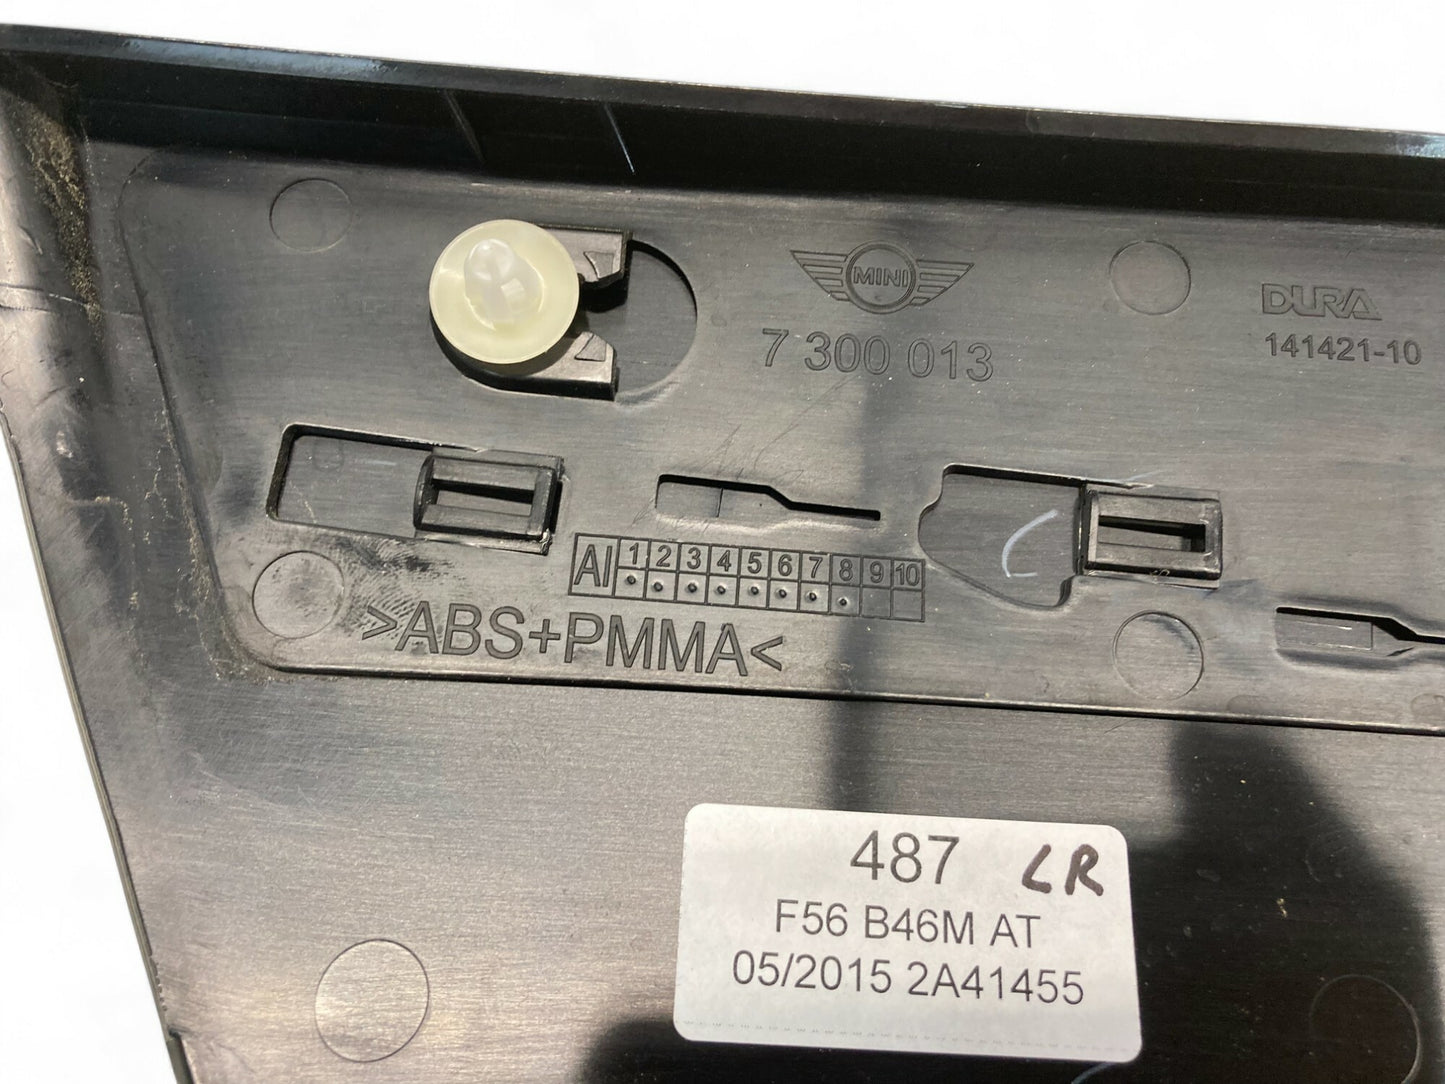 MINI
7 300 013
DURA
141421-10
AI 1 2 3 4 5 6 7 8 9 10
>ABS+PMMA<
487 LR
F56 B46M AT
05/2015 2A41455